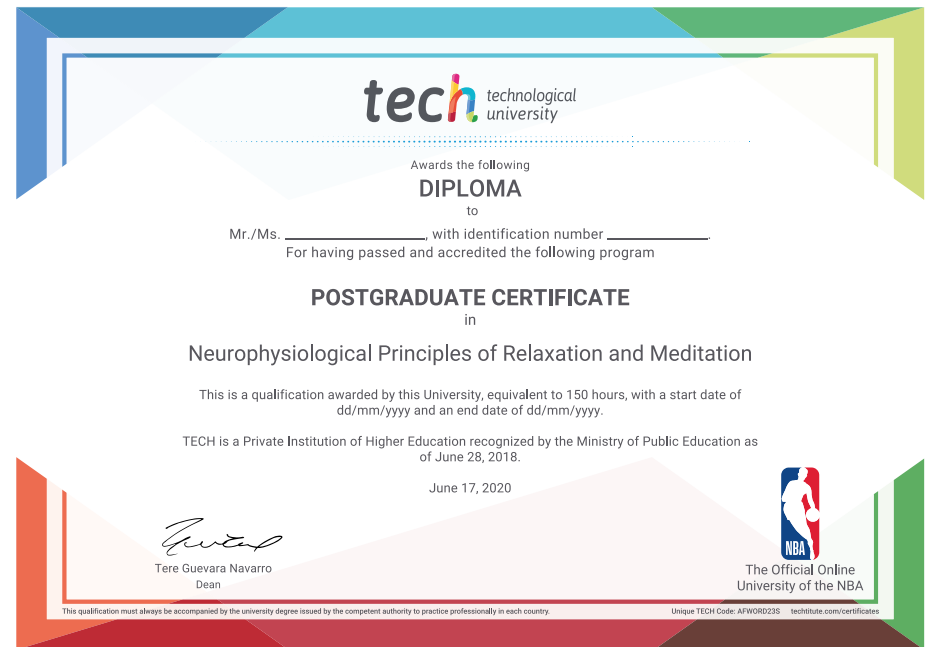 tech technological
university
Awards the following
DIPLOMA
to
Mr./Ms. ____________________, with identification number ______________.
For having passed and accredited the following program
POSTGRADUATE CERTIFICATE
in
Neurophysiological Principles of Relaxation and Meditation
This is a qualification awarded by this University, equivalent to 150 hours, with a start date of
dd/mm/yyyy and an end date of dd/mm/yyyy.
TECH is a Private Institution of Higher Education recognized by the Ministry of Public Education as
of June 28, 2018.
June 17, 2020
Tere Guevara Navarro
Dean
NBA
The Official Online
University of the NBA
This qualification must always be accompanied by the university degree issued by the competent authority to practice professionally in each country.
Unique TECH Code: AFWORD23S techtitute.com/certificates